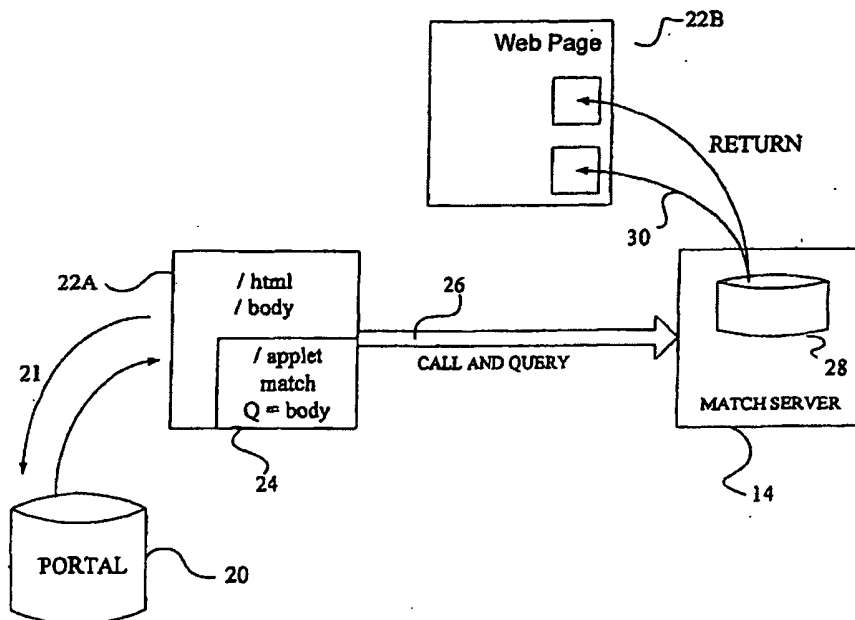 Web Page
22B
RETURN
30
22A
/ html
/ body
26
/ applet
match
Q = body
CALL AND QUERY
28
MATCH SERVER
21
24
14
PORTAL
20